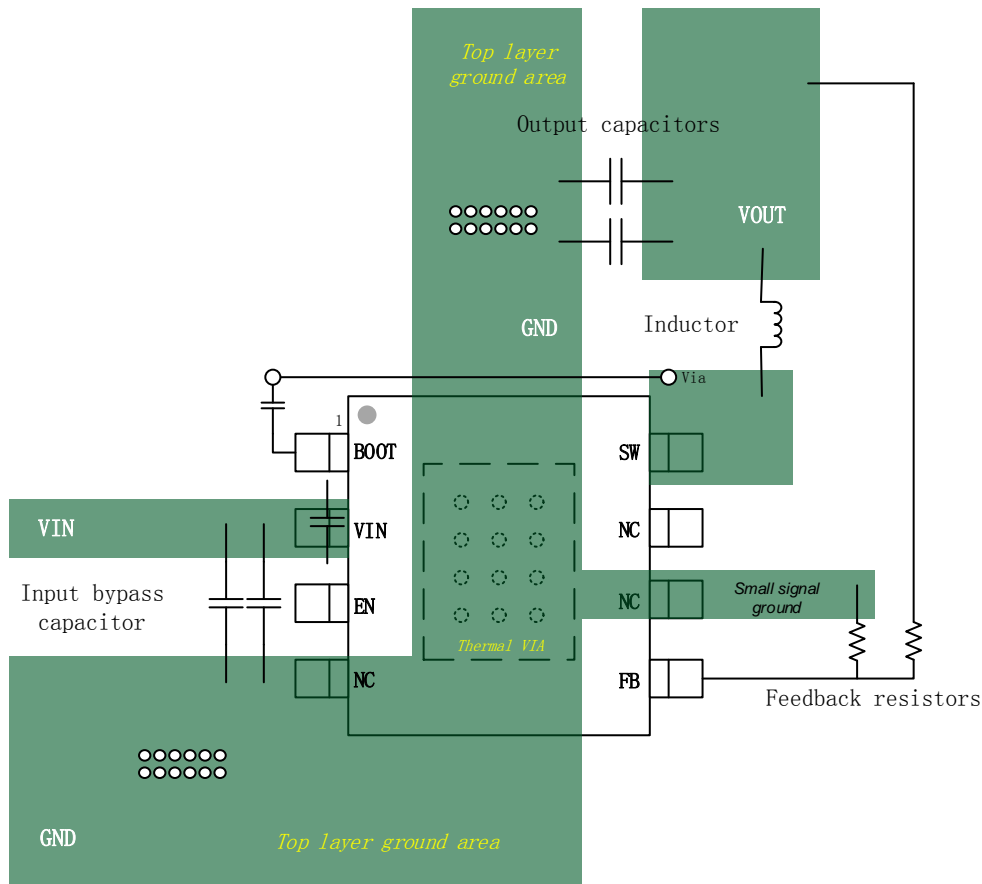 Top layer
ground area
Output capacitors
VOUT
Inductor
GND
Via
1
BOOT
SW
VIN
VIN
NC
Input bypass
capacitor
EN
NC
Small signal
ground
Thermal VIA
NC
FB
Feedback resistors
GND
Top layer ground area